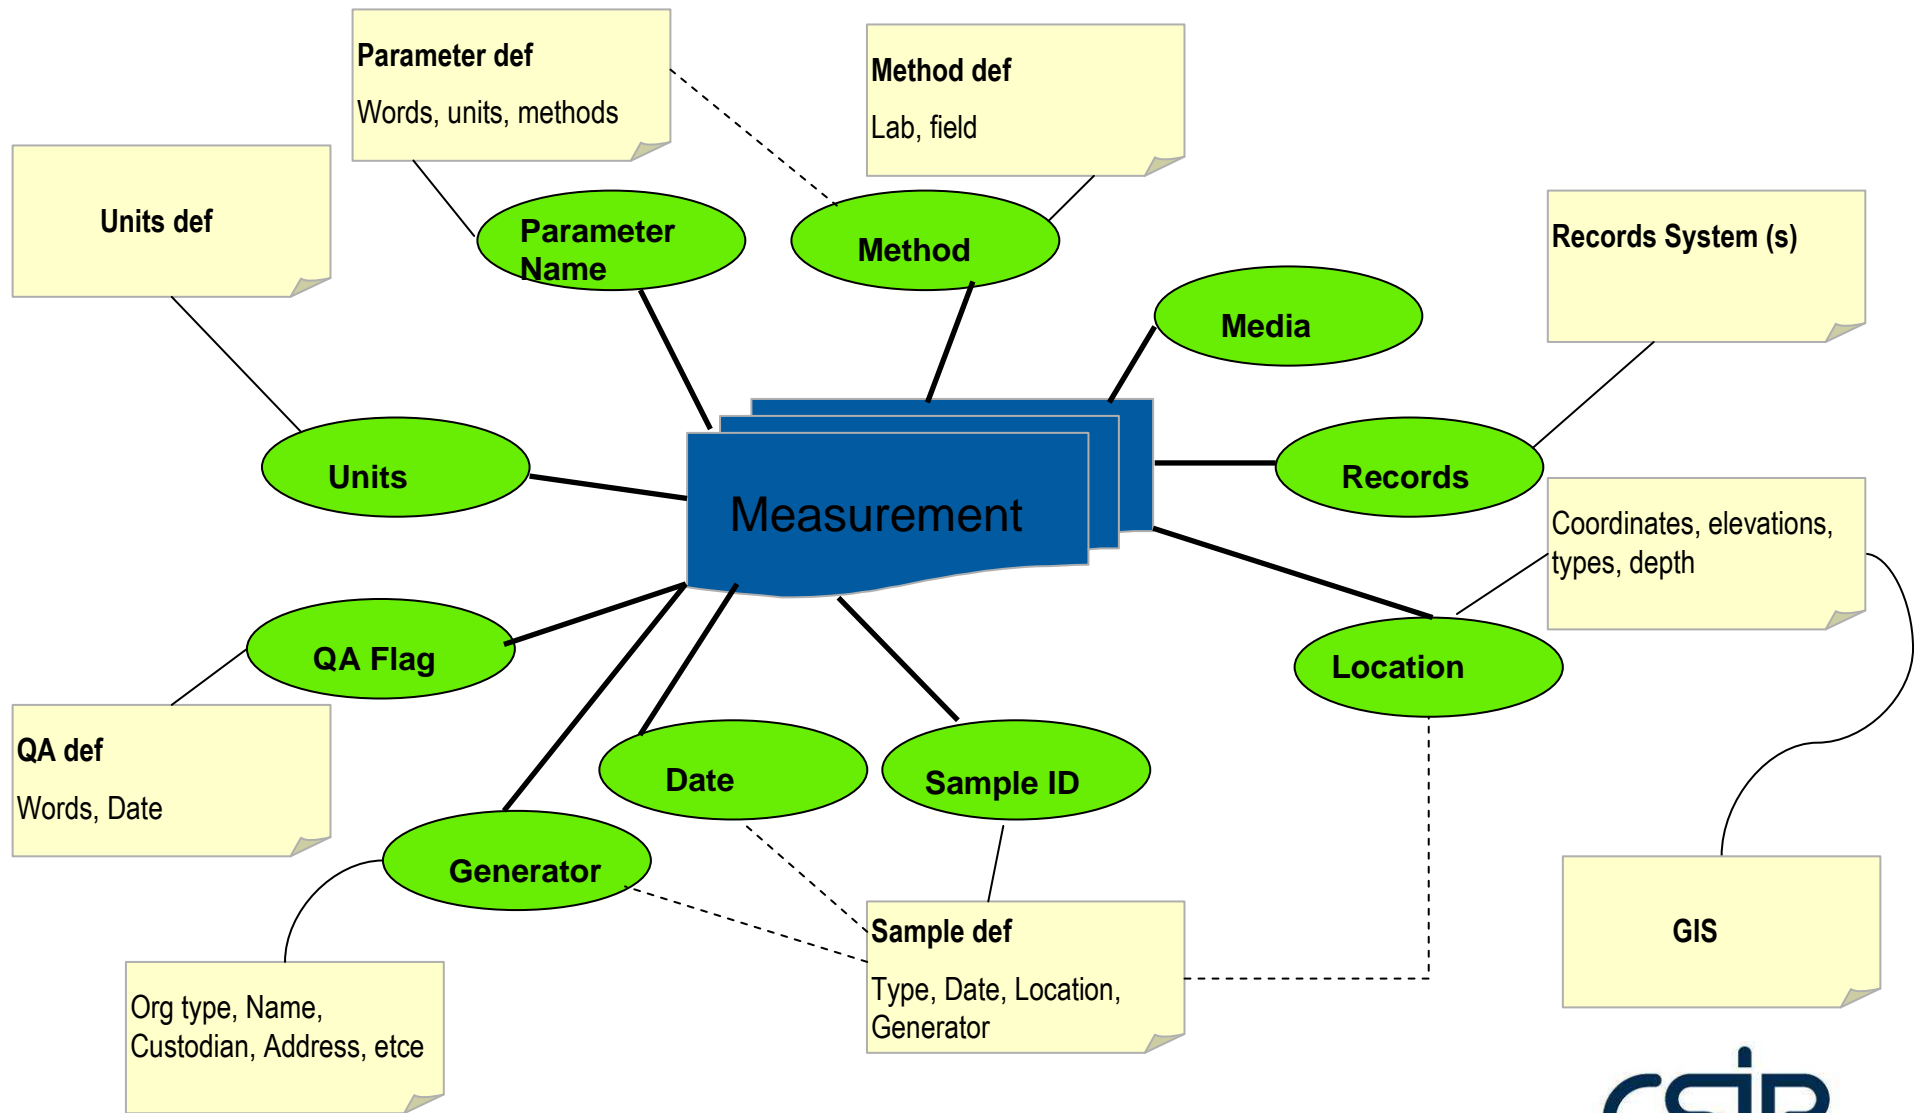 Parameter def
Words, units, methods
Method def
Lab, field
Units def
Parameter
Name
Method
Records System (s)
Media
Units
Records
Measurement
Coordinates, elevations,
types, depth
QA Flag
Location
QA def
Words, Date
Date
Sample ID
Generator
Sample def
Type, Date, Location,
Generator
GIS
Org type, Name,
Custodian, Address, etce